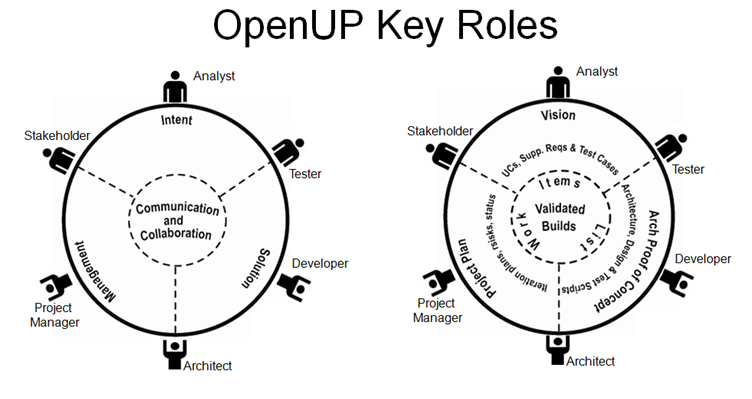 OpenUP Key Roles
Analyst
Stakeholder
Intent
Tester
Communication
and
Collaboration
Management
Solution
Developer
Project
Manager
Architect
Analyst
Vision
Stakeholder
UCs, Supp. Reqs & Test Cases
Tester
Work Items List
Validated
Builds
Iteration plans, rsisks, status
Architecture, Design & Test Scripts
Project Plan
Arch Proof of Concept
Developer
Project
Manager
Architect